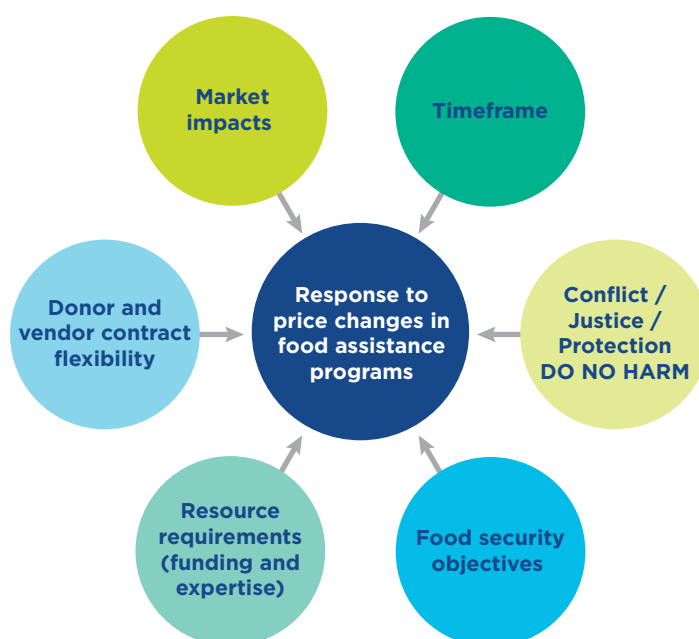 Market
impacts
Timeframe
Donor and
vendor contract
flexibility
Response to
price changes in
food assistance
programs
Conflict /
Justice /
Protection
DO NO HARM
Resource
requirements
(funding and
expertise)
Food security
objectives